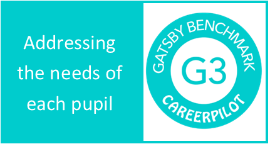 Addressing
the needs of
each pupil
GATSBY BENCHMARK
G3
CAREERPILOT